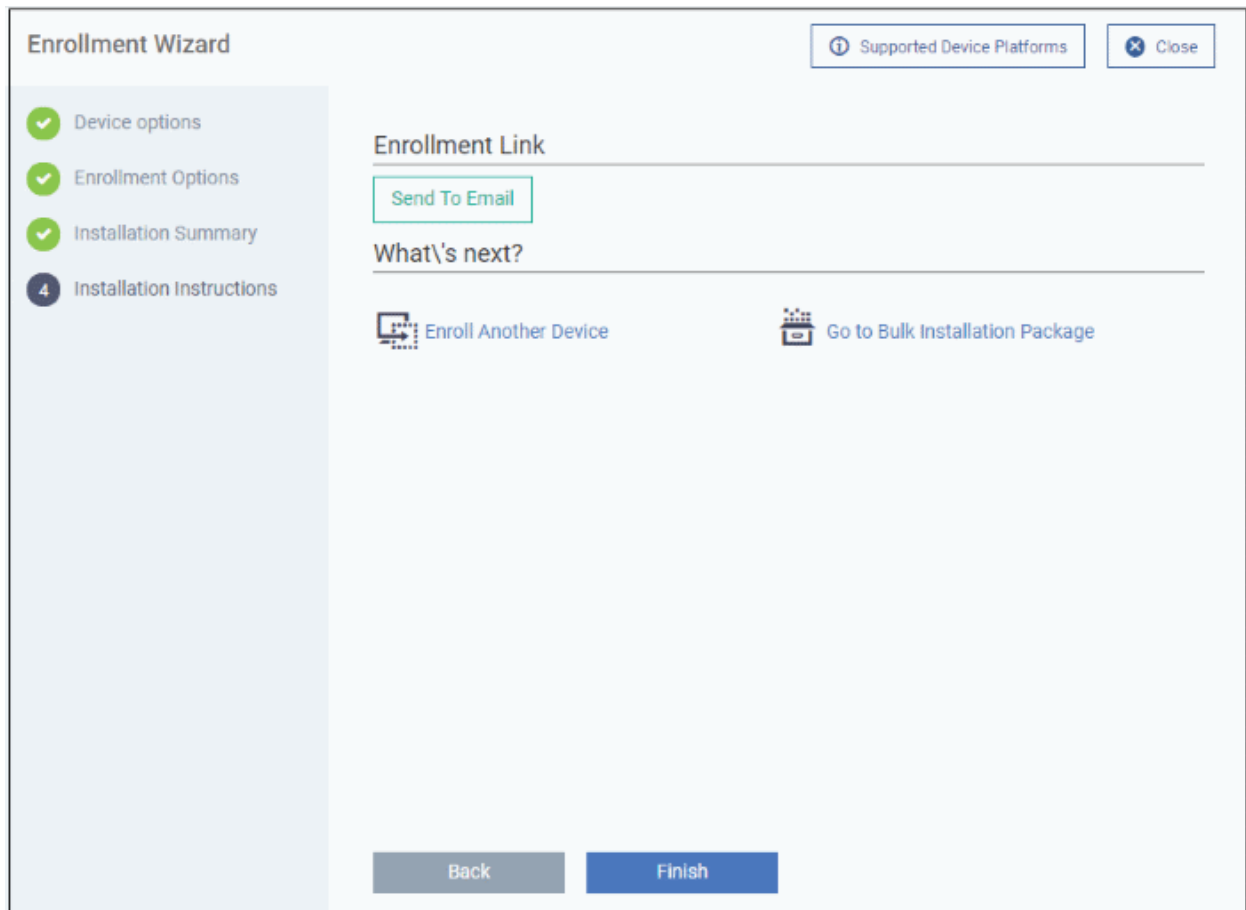 Enrollment Wizard
Supported Device Platforms
Close
Device options
Enrollment Options
Installation Summary
4 Installation Instructions
Enrollment Link
Send To Email
What\'s next?
Enroll Another Device
Go to Bulk Installation Package
Back
Finish